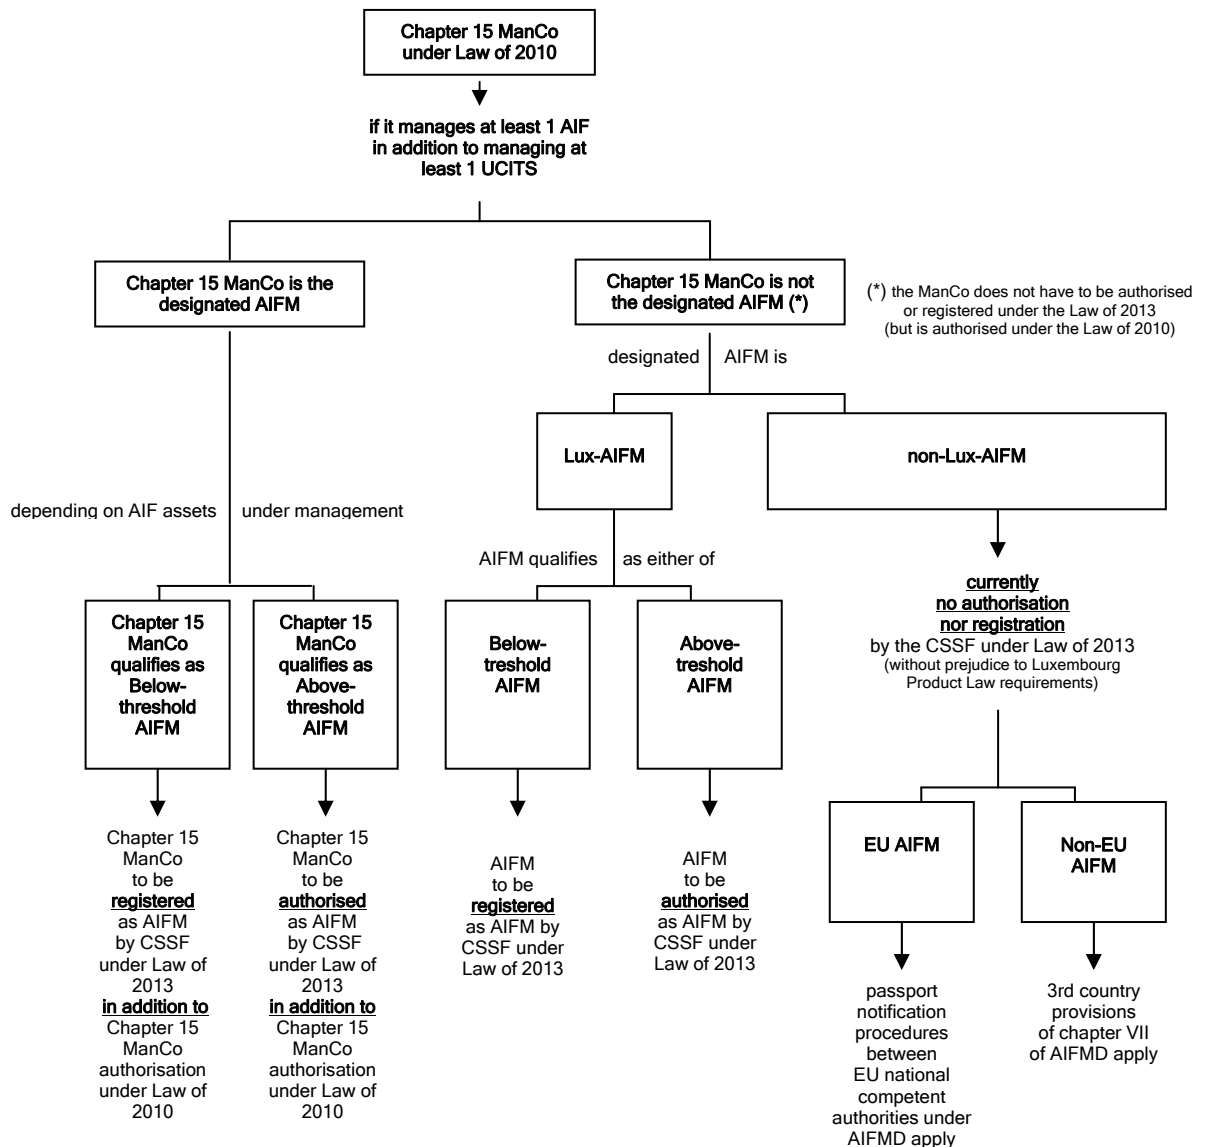 Chapter 15 ManCo
under Law of 2010
if it manages at least 1 AIF
in addition to managing at
least 1 UCITS
Chapter 15 ManCo is the
designated AIFM
Chapter 15 ManCo is not
the designated AIFM (*)
(*) the ManCo does not have to be authorised
or registered under the Law of 2013
(but is authorised under the Law of 2010)
designated AIFM is
Lux-AIFM
non-Lux-AIFM
depending on AIF assets under management
AIFM qualifies as either of
currently
no authorisation
nor registration
by the CSSF under Law of 2013
(without prejudice to Luxembourg
Product Law requirements)
Chapter 15
ManCo
qualifies as
Below-
threshold
AIFM
Chapter 15
ManCo
qualifies as
Above-
threshold
AIFM
Below-
treshold
AIFM
Above-
treshold
AIFM
EU AIFM
Non-EU
AIFM
Chapter 15
ManCo
to be
registered
as AIFM
by CSSF
under Law of
2013
in addition to
Chapter 15
ManCo
authorisation
under Law of
2010
Chapter 15
ManCo
to be
authorised
as AIFM
by CSSF
under Law of
2013
in addition to
Chapter 15
ManCo
authorisation
under Law of
2010
AIFM
to be
registered
as AIFM by
CSSF under
Law of 2013
AIFM
to be
authorised
as AIFM by
CSSF under
Law of 2013
passport
notification
procedures
between
EU national
competent
authorities under
AIFMD apply
3rd country
provisions
of chapter VII
of AIFMD apply